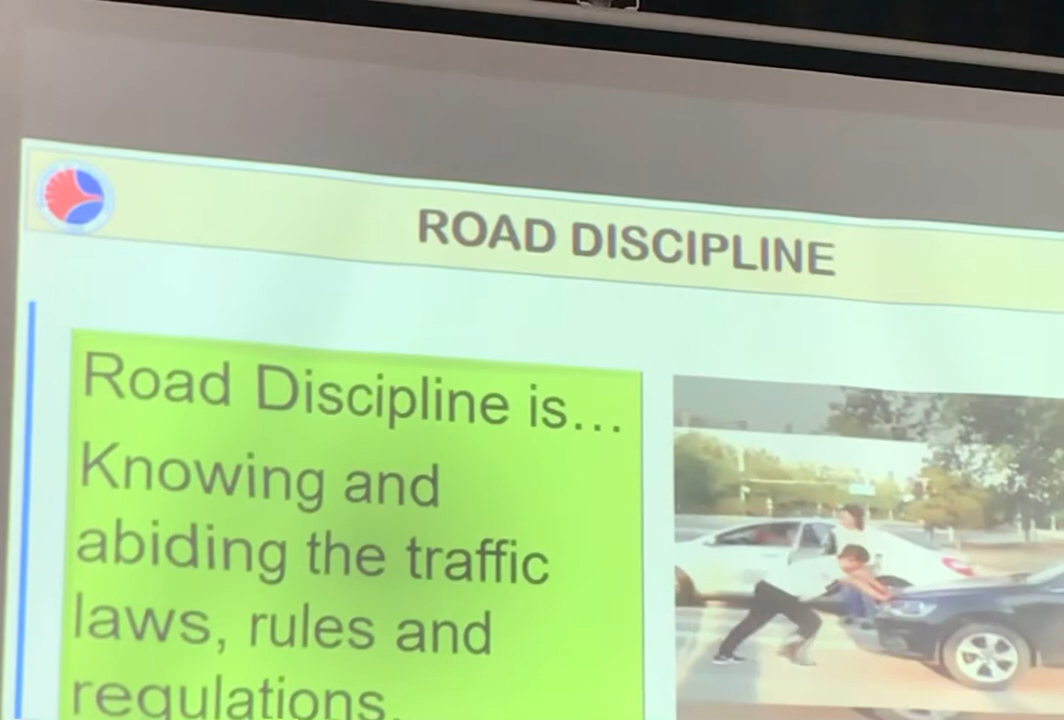 ROAD DISCIPLINE
Road Discipline is...
Knowing and
abiding the traffic
laws, rules and
regulations.